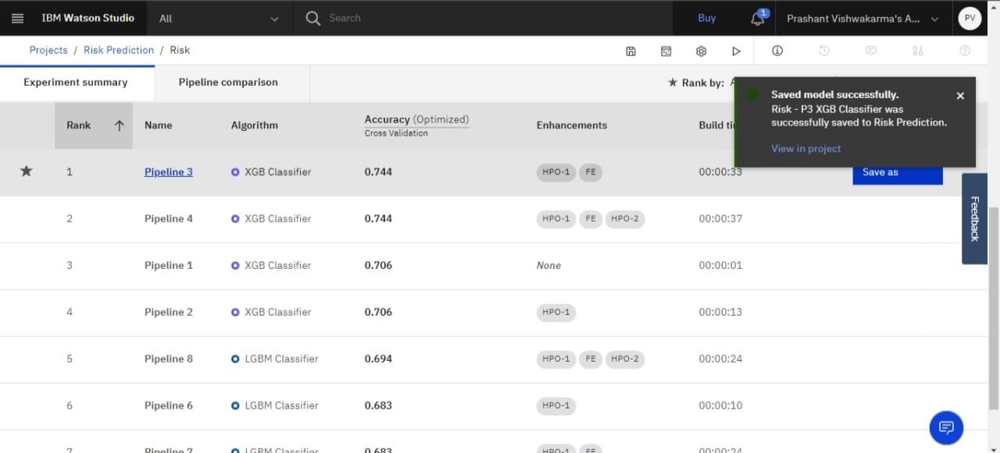 IBM Watson Studio
All
Search
Buy
1
Prashant Vishwakarma's A...
PV
Projects / Risk Prediction / Risk
Experiment summary
Pipeline comparison
Rank by:
Saved model successfully.
Risk - P3 XGB Classifier was
successfully saved to Risk Prediction.
View in project
Rank Name Algorithm Accuracy (Optimized) Enhancements Build
Cross Validation
1 Pipeline 3 XGB Classifier 0.744 HPO-1 FE 00:00:33 Save as
2 Pipeline 4 XGB Classifier 0.744 HPO-1 FE HPO-2 00:00:37
3 Pipeline 1 XGB Classifier 0.706 None 00:00:01
4 Pipeline 2 XGB Classifier 0.706 HPO-1 00:00:13
5 Pipeline 8 LGBM Classifier 0.694 HPO-1 FE HPO-2 00:00:24
6 Pipeline 6 LGBM Classifier 0.683 HPO-1 00:00:10
7 Pipeline 7 LGBM Classifier 0.683 HPO-1 FE 00:00:24
Feedback